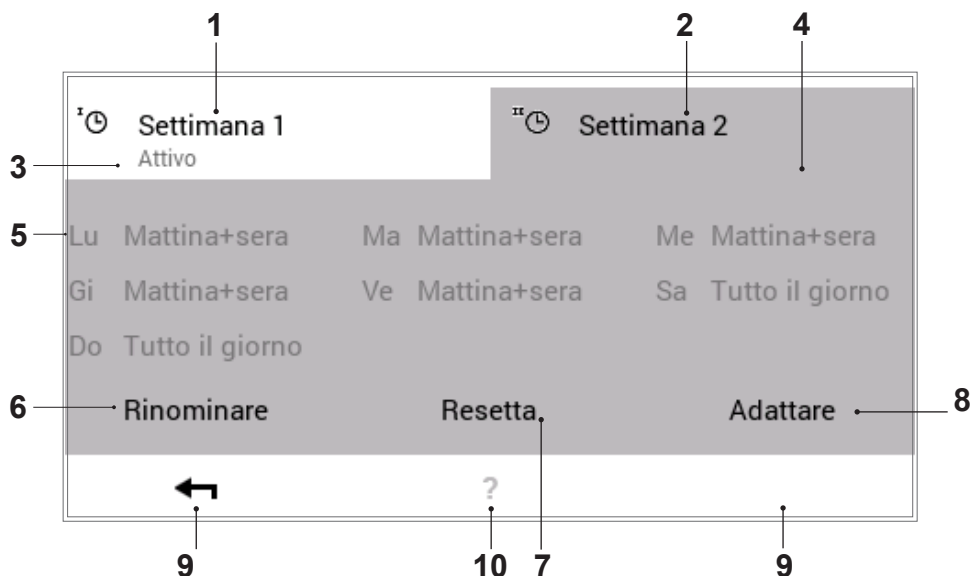 1 2 4
I Settimana 1 II Settimana 2
3 Attivo
5 Lu Mattina+sera Ma Mattina+sera Me Mattina+sera
Gi Mattina+sera Ve Mattina+sera Sa Tutto il giorno
Do Tutto il giorno
6 Rinominare Resetta Adattare 8
?
9 10 7 9